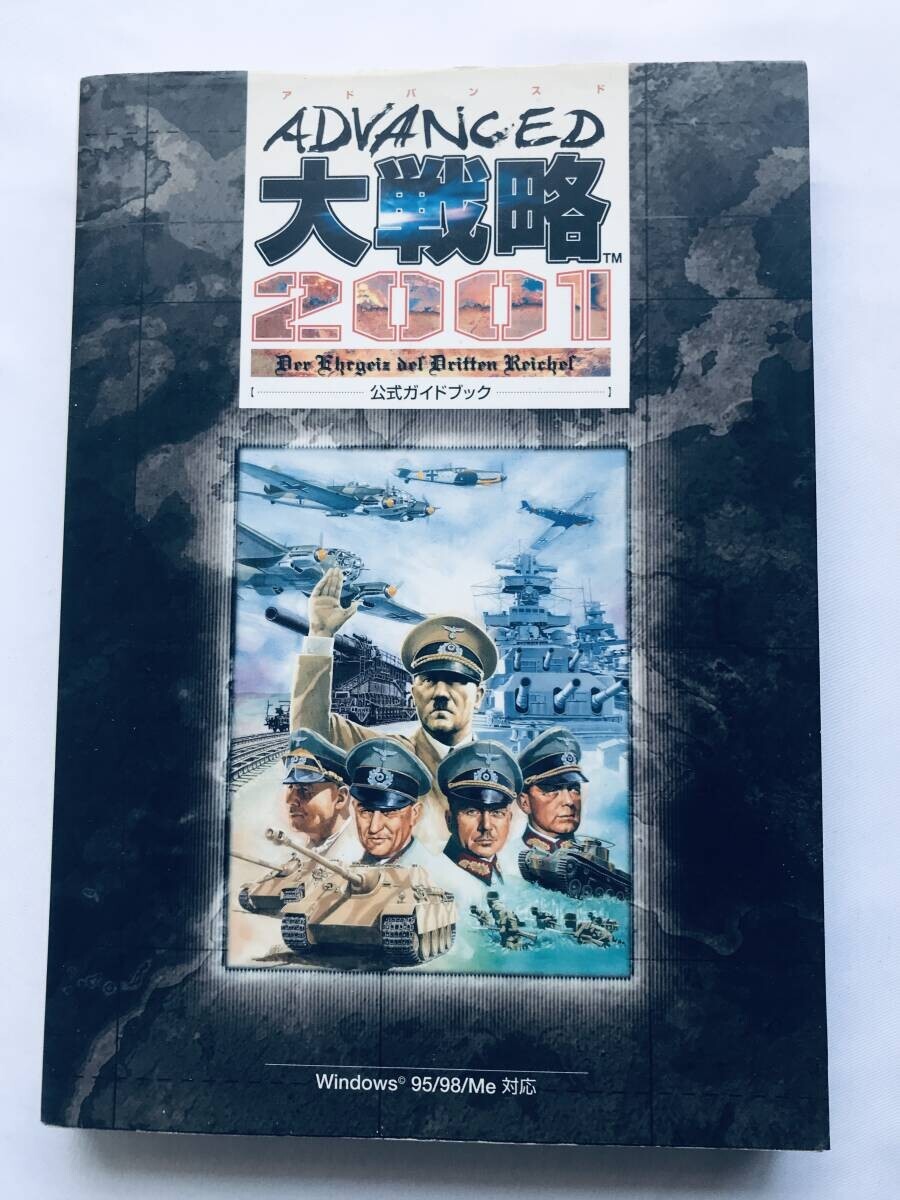 アドバンスド
ADVANCED
大戦略™
2001
Der Ehrgeiz des Dritten Reiches
【 公式ガイドブック 】
Windows© 95/98/Me 対応